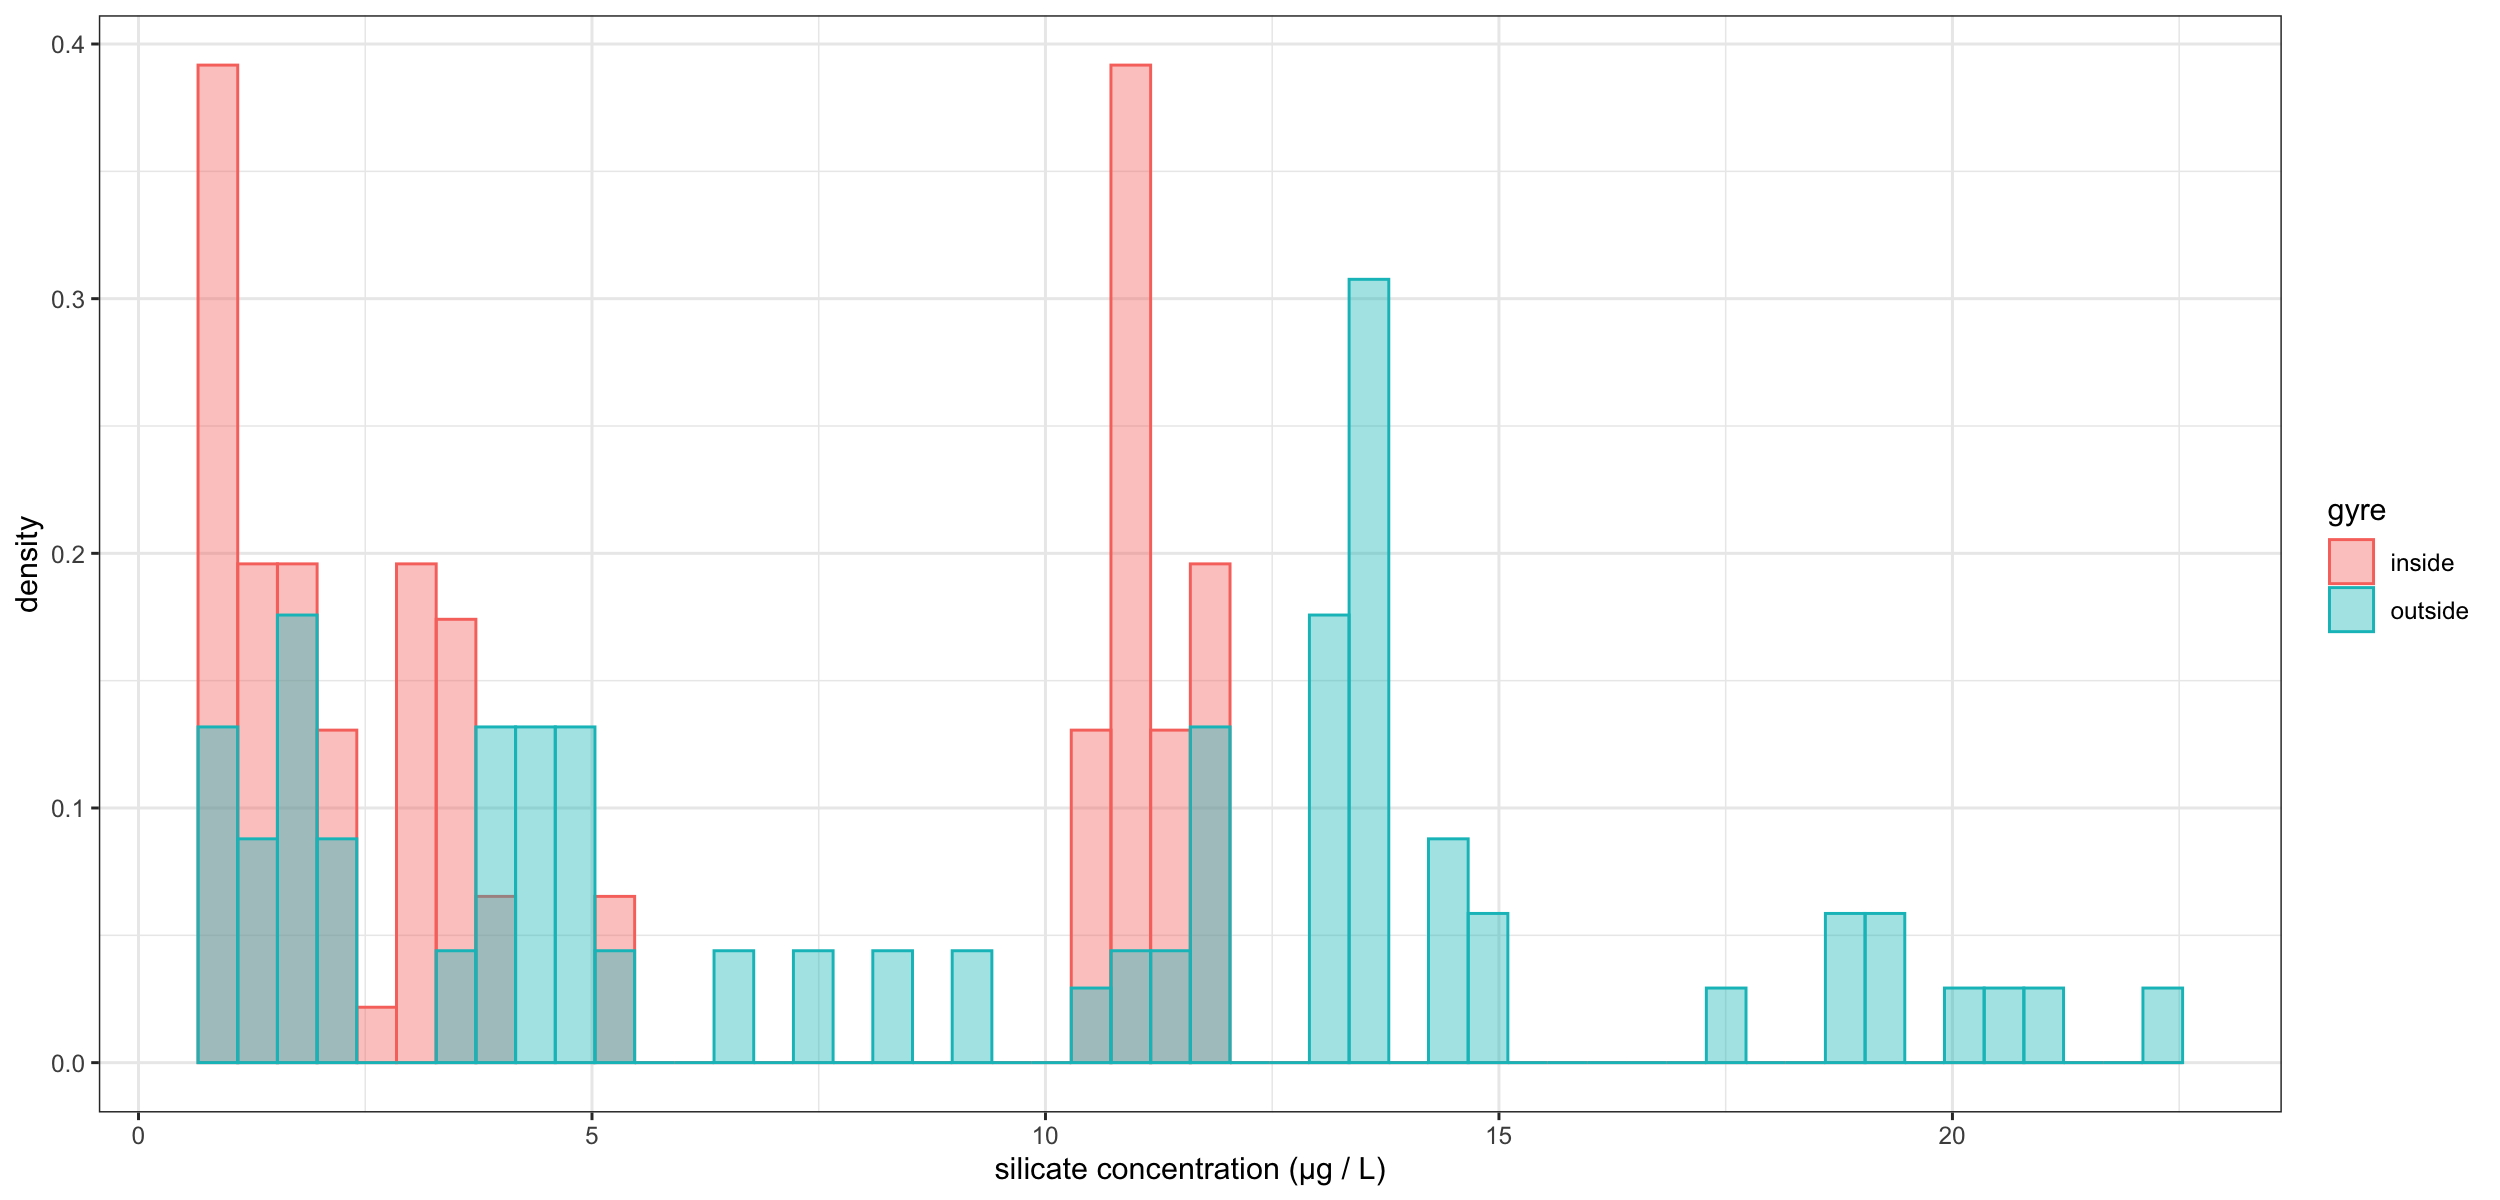 0.4
0.3
0.2
0.1
0.0
density
0 5 10 15 20
silicate concentration (µg / L)
gyre
inside
outside